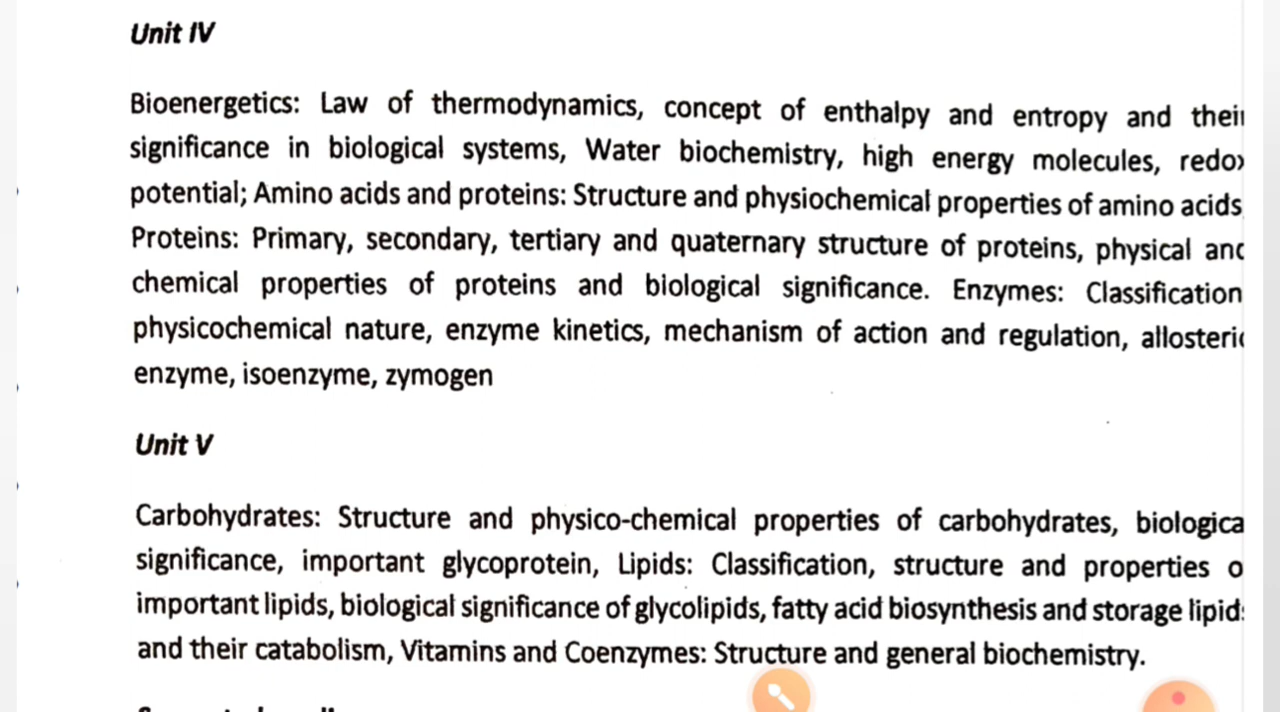 Unit IV
Bioenergetics: Law of thermodynamics, concept of enthalpy and entropy and their
significance in biological systems, Water biochemistry, high energy molecules, redox
potential; Amino acids and proteins: Structure and physiochemical properties of amino acids
Proteins: Primary, secondary, tertiary and quaternary structure of proteins, physical and
chemical properties of proteins and biological significance. Enzymes: Classification
physicochemical nature, enzyme kinetics, mechanism of action and regulation, allosteric
enzyme, isoenzyme, zymogen
Unit V
Carbohydrates: Structure and physico-chemical properties of carbohydrates, biologica
significance, important glycoprotein, Lipids: Classification, structure and properties o
important lipids, biological significance of glycolipids, fatty acid biosynthesis and storage lipid
and their catabolism, Vitamins and Coenzymes: Structure and general biochemistry.